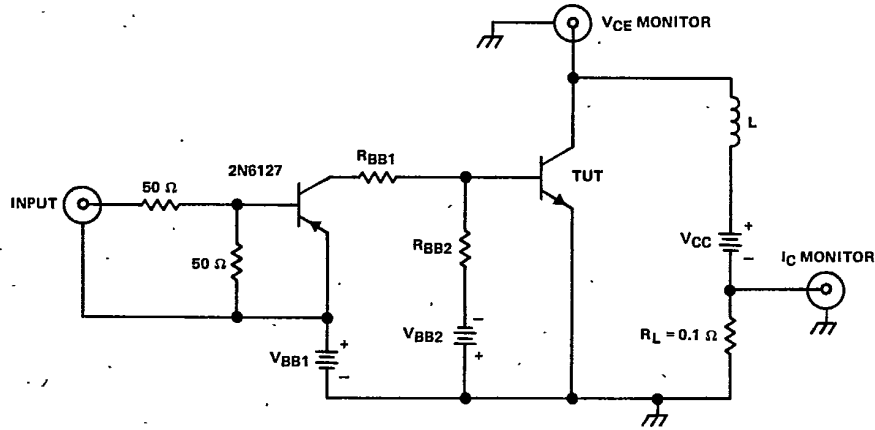 VCE MONITOR
L
2N6127
RBB1
TUT
50 Ω
INPUT
RBB2
VCC
+
−
IC MONITOR
50 Ω
+
VBB1
−
−
VBB2
+
RL = 0.1 Ω